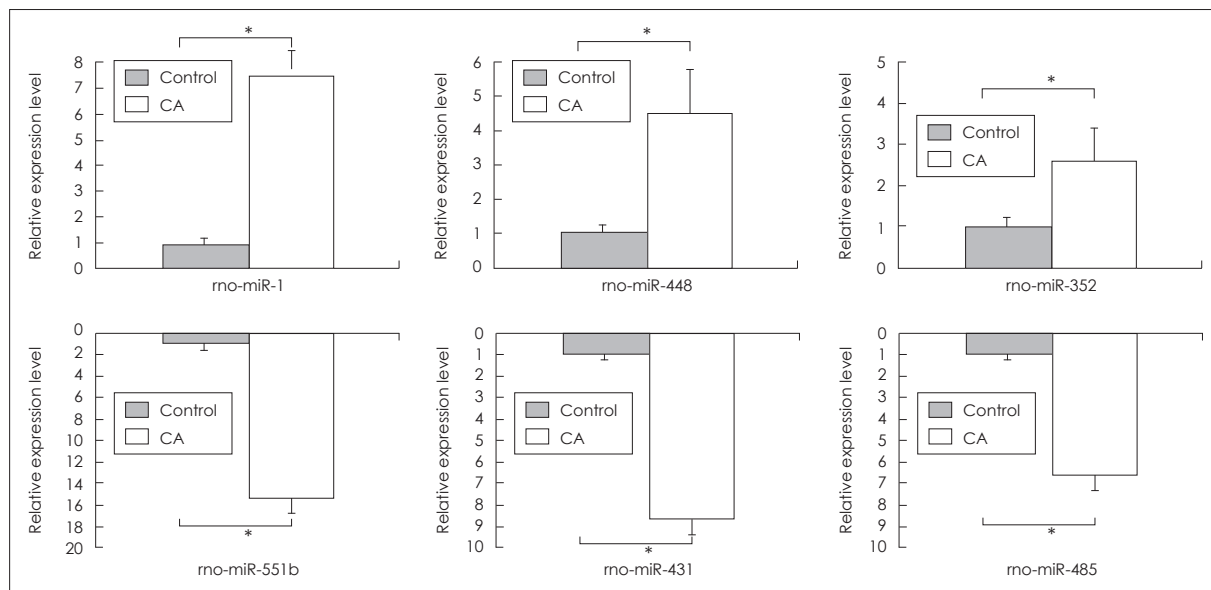 *
8
7
6
5
4
3
2
1
0
Relative expression level
Control
CA
rno-miR-1
*
6
5
4
3
2
1
0
Relative expression level
Control
CA
rno-miR-448
*
5
4
3
2
1
0
Relative expression level
Control
CA
rno-miR-352
0
2
4
6
8
10
12
14
16
18
20
Relative expression level
Control
CA
*
rno-miR-551b
0
1
2
3
4
5
6
7
8
9
10
Relative expression level
Control
CA
*
rno-miR-431
0
1
2
3
4
5
6
7
8
9
10
Relative expression level
Control
CA
*
rno-miR-485